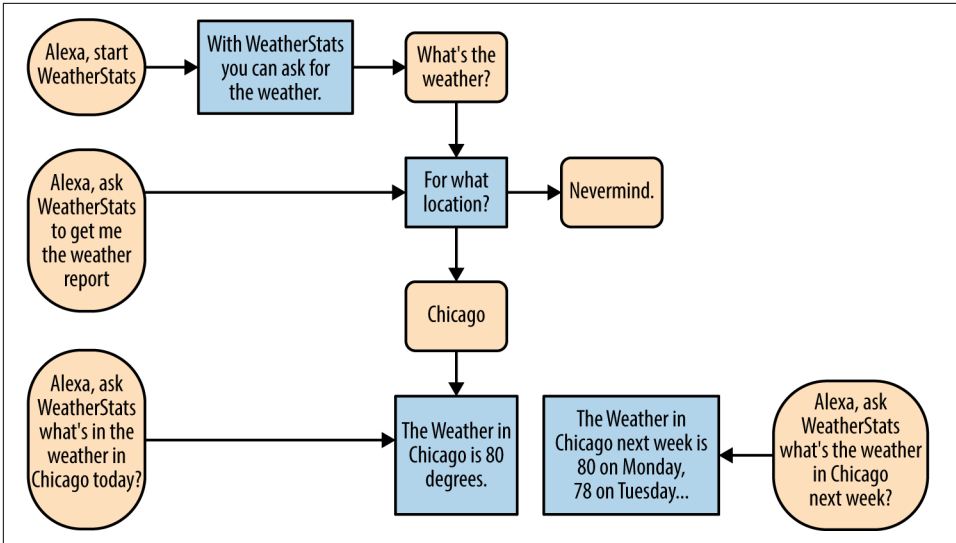 Alexa, start
WeatherStats
With WeatherStats
you can ask for
the weather.
What's the
weather?
Alexa, ask
WeatherStats
to get me
the weather
report
For what
location?
Nevermind.
Chicago
Alexa, ask
WeatherStats
what's in the
weather in
Chicago today?
The Weather in
Chicago is 80
degrees.
The Weather in
Chicago next week is
80 on Monday,
78 on Tuesday...
Alexa, ask
WeatherStats
what's the weather
in Chicago
next week?